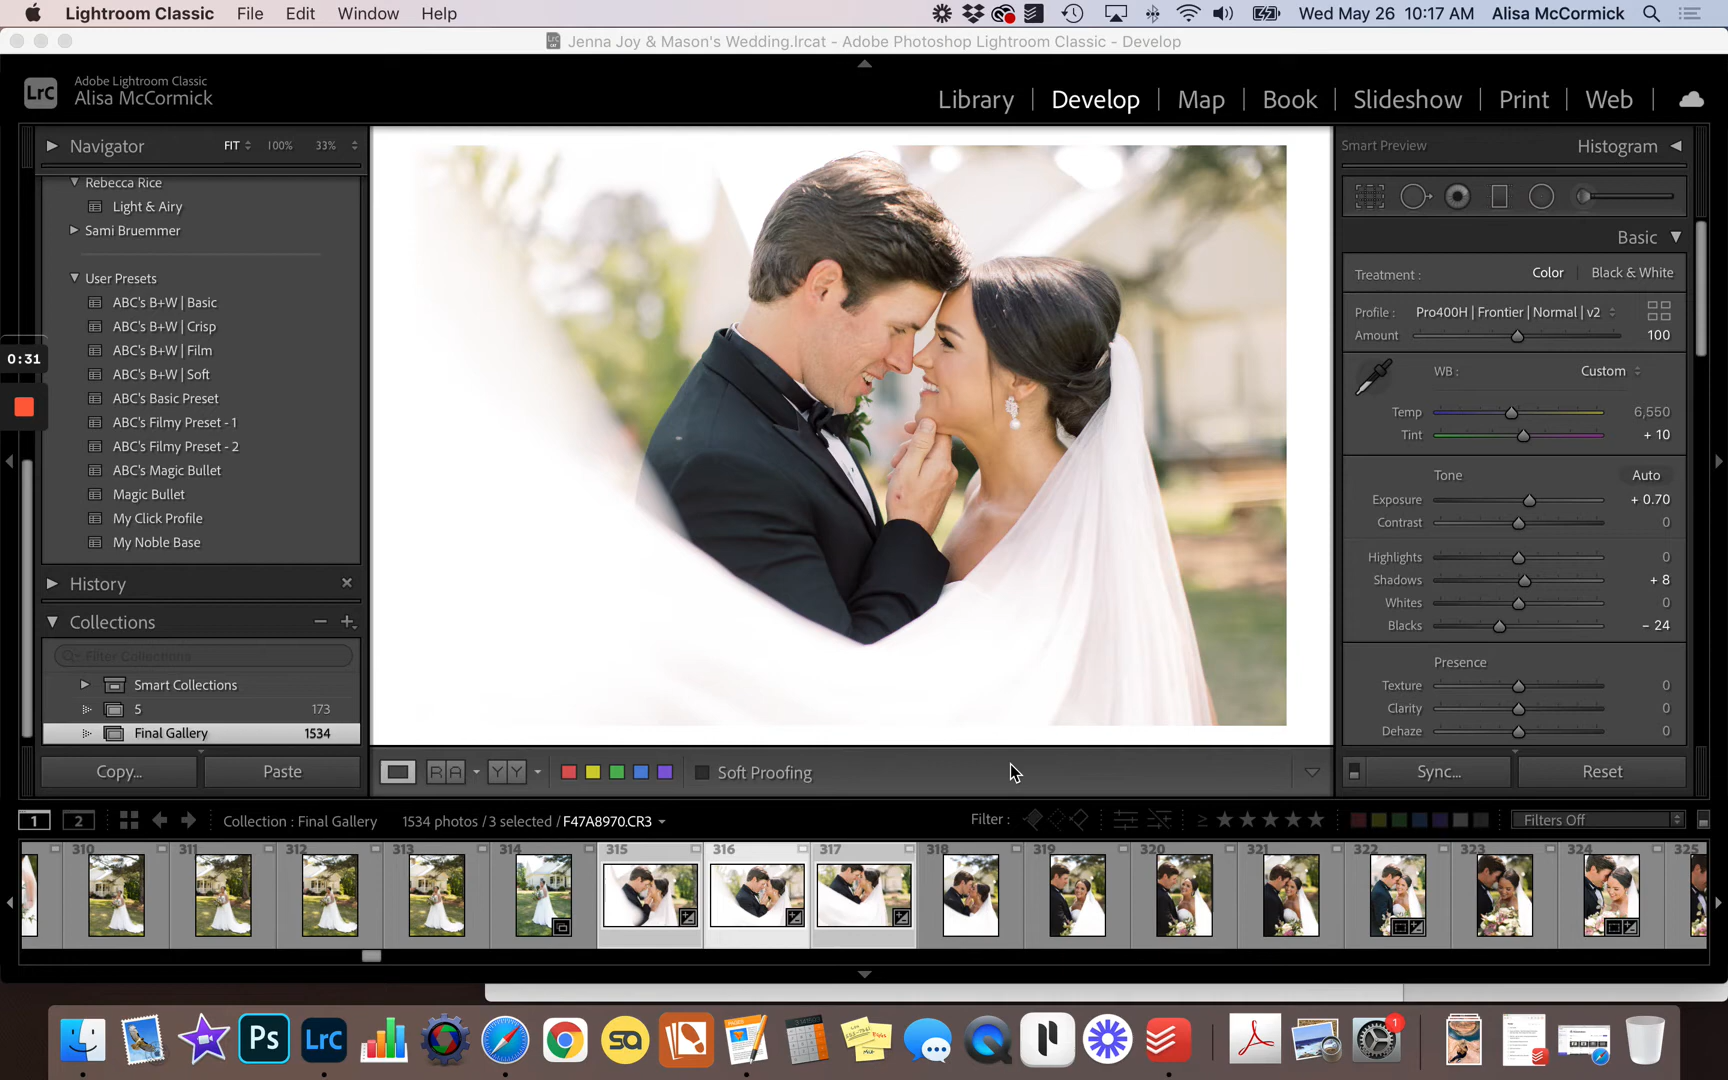 Lightroom Classic File Edit Window Help Wed May 26 10:17 AM Alisa McCormick
Jenna Joy & Mason's Wedding.lrcat - Adobe Photoshop Lightroom Classic - Develop
LrC Adobe Lightroom Classic
Alisa McCormick
Library | Develop | Map | Book | Slideshow | Print | Web
Navigator FIT 100% 33%
Rebecca Rice
Light & Airy
Sami Bruemmer
User Presets
ABC's B+W | Basic
ABC's B+W | Crisp
ABC's B+W | Film
ABC's B+W | Soft
ABC's Basic Preset
ABC's Filmy Preset - 1
ABC's Filmy Preset - 2
ABC's Magic Bullet
Magic Bullet
My Click Profile
My Noble Base
0:31
History
Collections
Filter Collections
Smart Collections
5 173
Final Gallery 1534
Copy... Paste
Smart Preview Histogram
Basic
Treatment : Color | Black & White
Profile : Pro400H | Frontier | Normal | v2
Amount 100
WB : Custom
Temp 6,550
Tint + 10
Tone Auto
Exposure + 0.70
Contrast 0
Highlights 0
Shadows + 8
Whites 0
Blacks - 24
Presence
Texture 0
Clarity 0
Dehaze 0
Sync... Reset
R A Y Y Soft Proofing
1 2 Collection : Final Gallery 1534 photos / 3 selected / F47A8970.CR3 Filter : ≥ Filters Off
310 311 312 313 314 315 316 317 318 319 320 321 322 323 324 325
Ps LrC sa 1